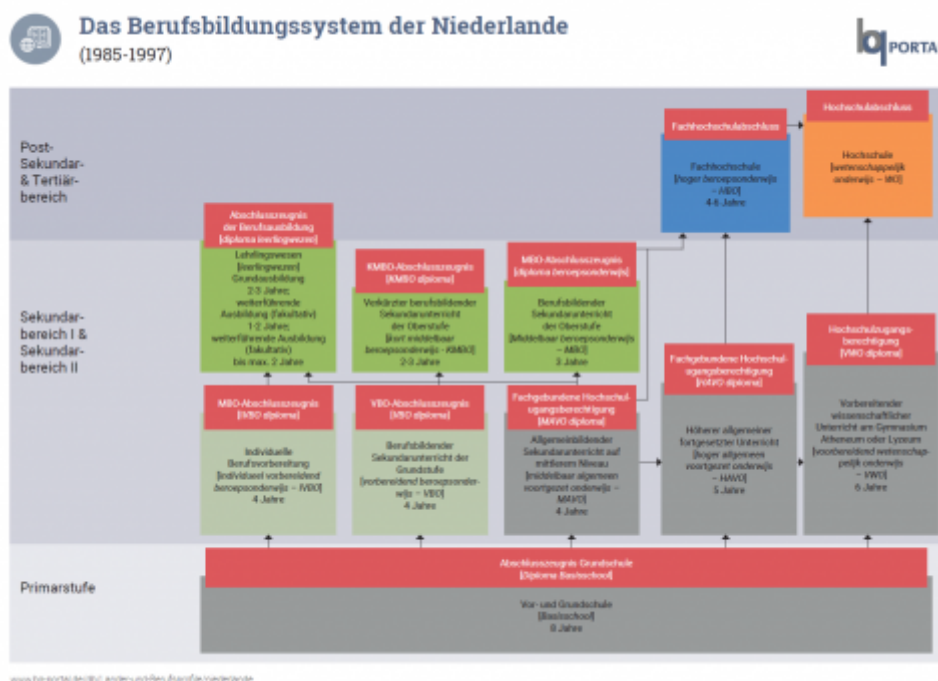 Das Berufsbildungssystem der Niederlande
(1985-1997)
bq PORTA
Post-
Sekundar-
& Tertiär-
bereich
Fachhochschulabschluss
Fachhochschule
[hoger beroepsonderwijs
– HBO]
4-6 Jahre
Hochschulabschluss
Hochschule
[wetenschappelijk
onderwijs – WO]
Sekundar-
bereich I &
Sekundar-
bereich II
Abschlusszeugnis
der Berufsausbildung
[diploma leerlingwezen]
Lehrlingswesen
[leerlingwezen]
Grundausbildung
2-3 Jahre;
weiterführende
Ausbildung (fakultativ)
1-2 Jahre;
weiterführende Ausbildung
(fakultativ)
bis max. 2 Jahre
KMBO-Abschlusszeugnis
[KMBO diploma]
Verkürzter berufsbildender
Sekundarunterricht
der Oberstufe
[kort middelbaar
beroepsonderwijs - KMBO]
2-3 Jahre
MBO-Abschlusszeugnis
[diploma beroepsonderwijs]
Berufsbildender
Sekundarunterricht
der Oberstufe
[Middelbaar beroepsonderwijs
– MBO]
3 Jahre
MBO-Abschlusszeugnis
[IVBO diploma]
Individuelle
Berufsvorbereitung
[individueel voorbereidend
beroepsonderwijs – IVBO]
4 Jahre
VBO-Abschlusszeugnis
[VBO diploma]
Berufsbildender
Sekundarunterricht der
Grundstufe
[vorbereidend beroepsonder-
wijs – VBO]
4 Jahre
Fachgebundene Hochschul-
ugangsberechtigung
[MAVO diploma]
Allgemeinbildender
Sekundarunterricht auf
mittlerem Niveau
[middelbaar algemeen
voortgezet onderwijs –
MAVO]
4 Jahre
Fachgebundene Hochschul-
ugangsberechtigung
[HAVO diploma]
Höherer allgemeiner
fortgesetzter Unterricht
[hoger algemeen
voortgezet onderwijs
– HAVO]
5 Jahre
Hochschulzugangs-
berechtigung
[VWO diploma]
Vorbereitender
wissenschaftlicher
Unterricht am Gymnasium
Atheneum oder Lyzeum
[voorbereidend wetenschap-
pelijk onderwijs
– VWO]
6 Jahre
Primarstufe
Abschlusszeugnis Grundschule
[Diploma Basisschool]
Vor- und Grundschule
[Basisschool]
8 Jahre